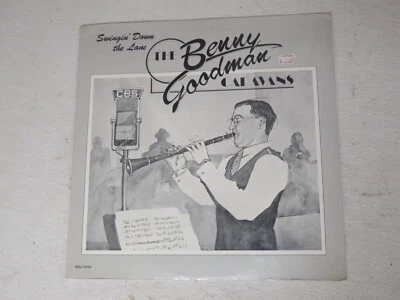 Swingin' Down
the Lane
THE Benny
Goodman
CARAVANS
CBS